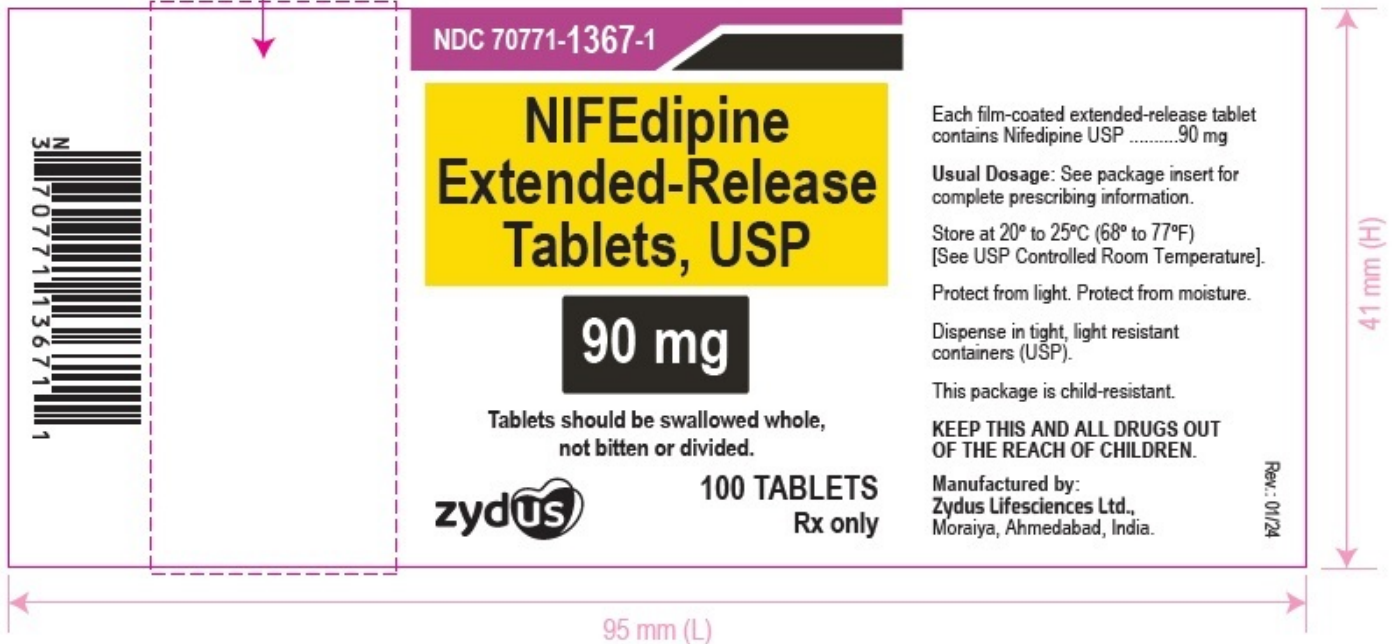 NDC 70771-1367-1
NIFEdipine
Extended-Release
Tablets, USP
90 mg
Tablets should be swallowed whole,
not bitten or divided.
zydus
100 TABLETS
Rx only
Each film-coated extended-release tablet
contains Nifedipine USP ..........90 mg
Usual Dosage: See package insert for
complete prescribing information.
Store at 20° to 25°C (68° to 77°F)
[See USP Controlled Room Temperature].
Protect from light. Protect from moisture.
Dispense in tight, light resistant
containers (USP).
This package is child-resistant.
KEEP THIS AND ALL DRUGS OUT
OF THE REACH OF CHILDREN.
Manufactured by:
Zydus Lifesciences Ltd.,
Moraiya, Ahmedabad, India.
Rev.: 01/24
N
3 70771 13671 1
41 mm (H)
95 mm (L)